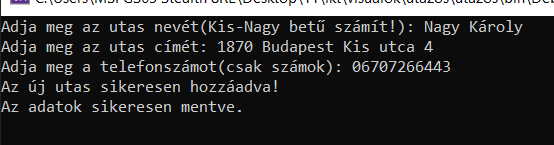 Adja meg az utas nevét(Kis-Nagy betű számít!): Nagy Károly
Adja meg az utas címét: 1870 Budapest Kis utca 4
Adja meg a telefonszámot(csak számok): 06707266443
Az új utas sikeresen hozzáadva!
Az adatok sikeresen mentve.